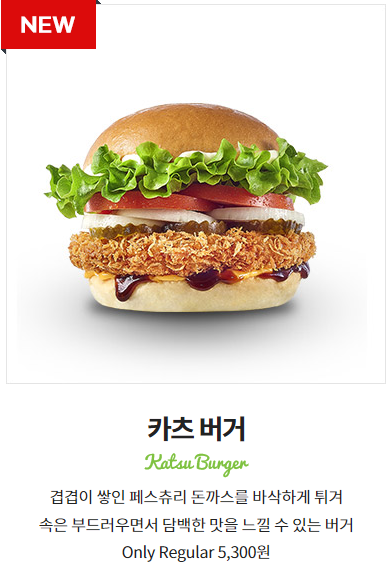 NEW
카츠 버거
Katsu Burger
겹겹이 쌓인 페스츄리 돈까스를 바삭하게 튀겨
속은 부드러우면서 담백한 맛을 느낄 수 있는 버거
Only Regular 5,300원